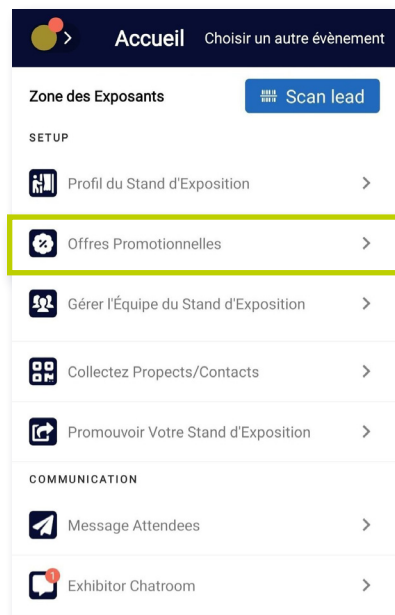 Accueil Choisir un autre évènement
Zone des Exposants Scan lead
SETUP
Profil du Stand d'Exposition
Offres Promotionnelles
Gérer l'Équipe du Stand d'Exposition
Collectez Propects/Contacts
Promouvoir Votre Stand d'Exposition
COMMUNICATION
Message Attendees
1
Exhibitor Chatroom